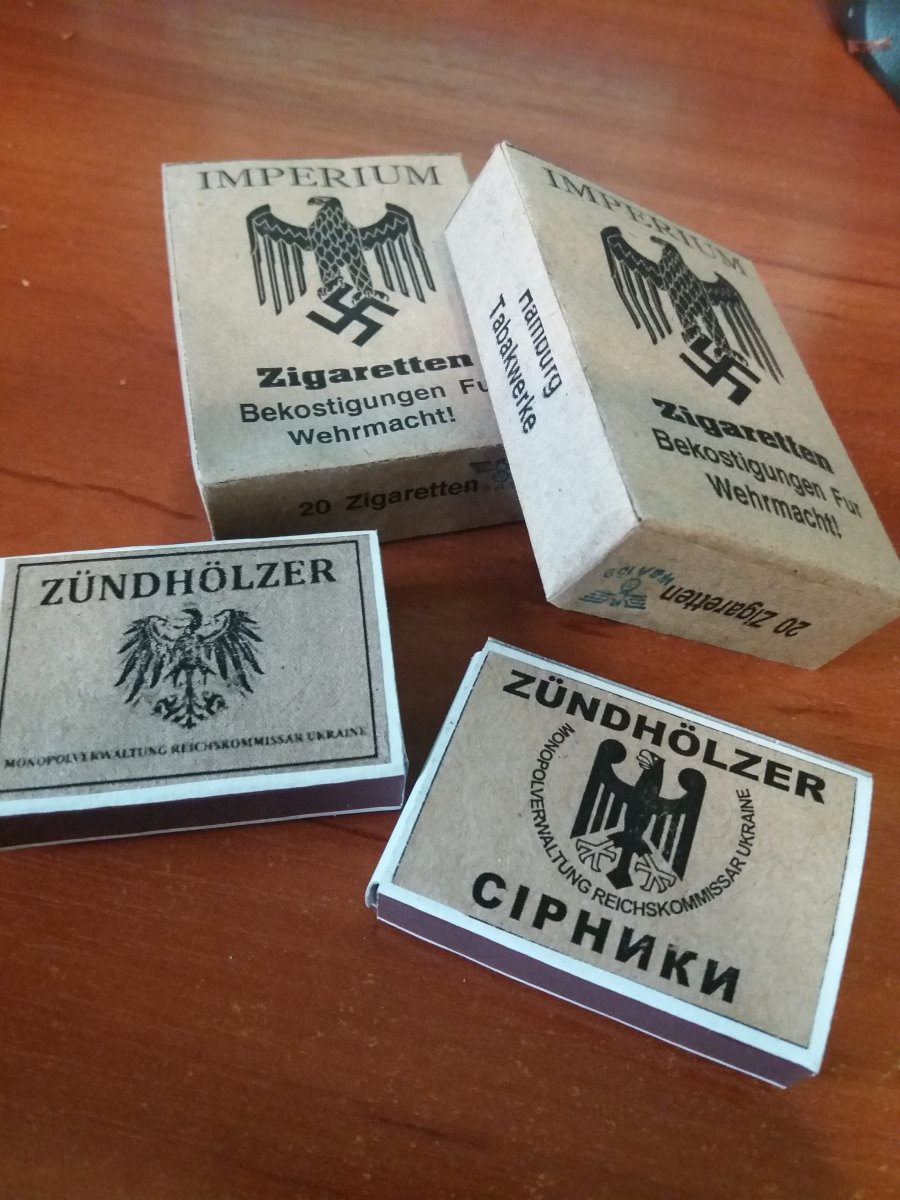 IMPERIUM
Zigaretten
Bekostigungen Fur
Wehrmacht!
20 Zigaretten
IMPERIUM
Zigaretten
Bekostigungen Fur
Wehrmacht!
Hamburg
Tabakwerke
20 Zigaretten
ZÜNDHÖLZER
MONOPOLVERWALTUNG REICHSKOMMISSAR UKRAINE
ZÜNDHÖLZER
MONOPOLVERWALTUNG REICHSKOMMISSAR UKRAINE
СІРНИКИ